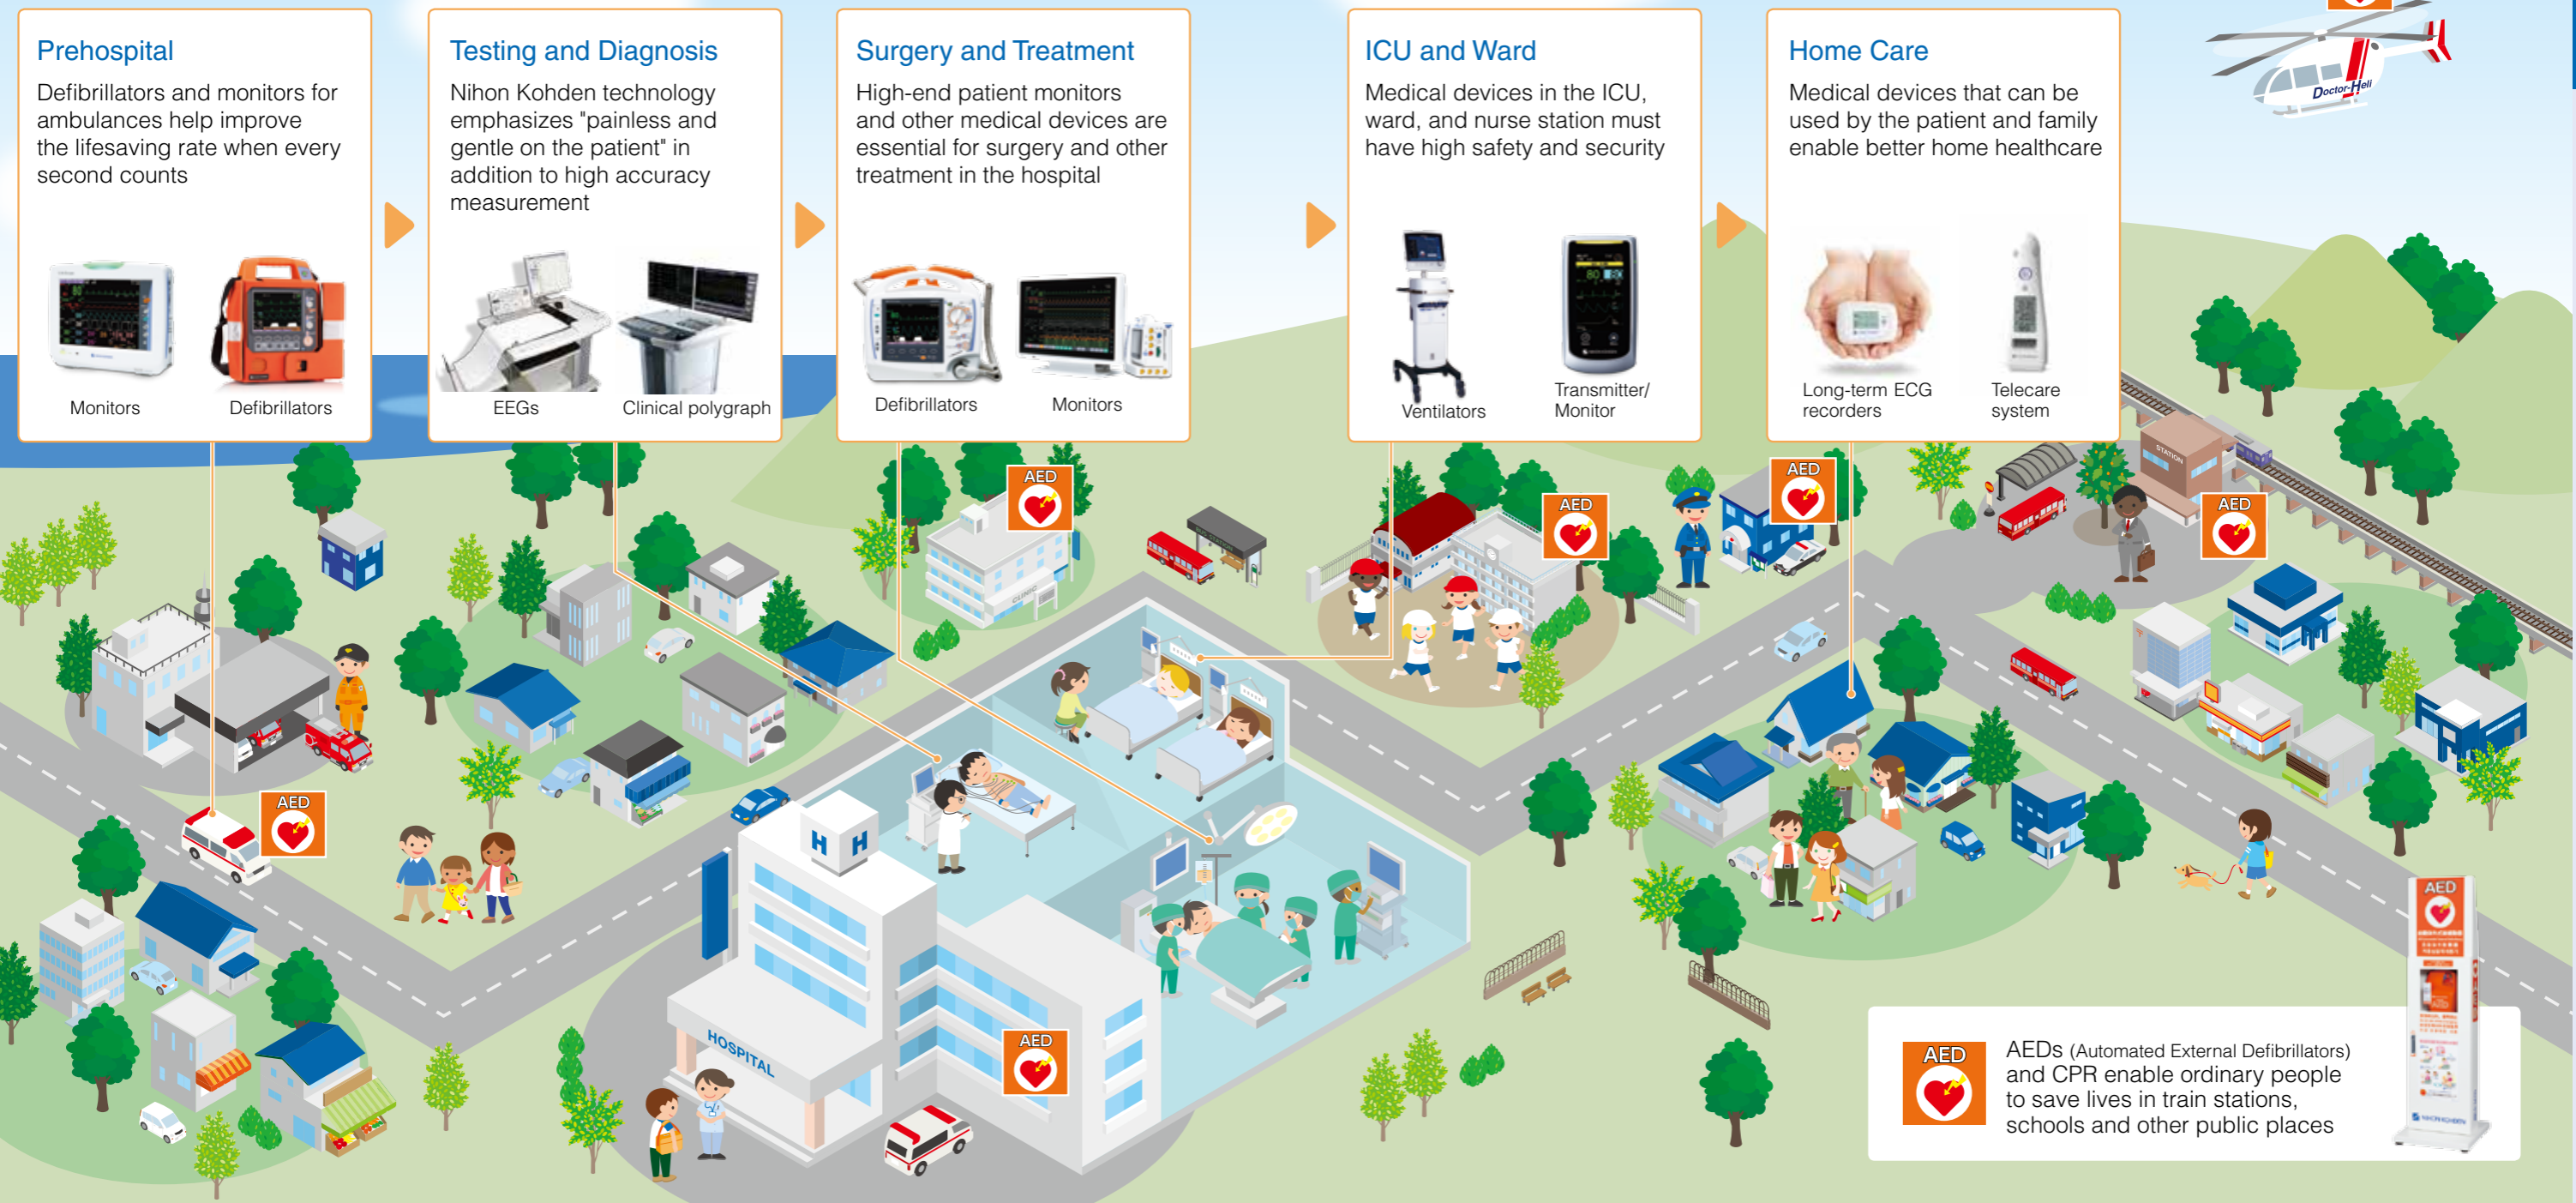 Prehospital
Defibrillators and monitors for
ambulances help improve
the lifesaving rate when every
second counts
Monitors
Defibrillators
Testing and Diagnosis
Nihon Kohden technology
emphasizes "painless and
gentle on the patient" in
addition to high accuracy
measurement
EEGs
Clinical polygraph
Surgery and Treatment
High-end patient monitors
and other medical devices are
essential for surgery and other
treatment in the hospital
Defibrillators
Monitors
ICU and Ward
Medical devices in the ICU,
ward, and nurse station must
have high safety and security
Ventilators
Transmitter/
Monitor
Home Care
Medical devices that can be
used by the patient and family
enable better home healthcare
Long-term ECG
recorders
Telecare
system
Doctor-Heli
AED
AED
AED
STATION
AED
CLINIC
AED
H H
HOSPITAL
AED
AED
NIHON KOHDEN
AED
AEDs (Automated External Defibrillators)
and CPR enable ordinary people
to save lives in train stations,
schools and other public places